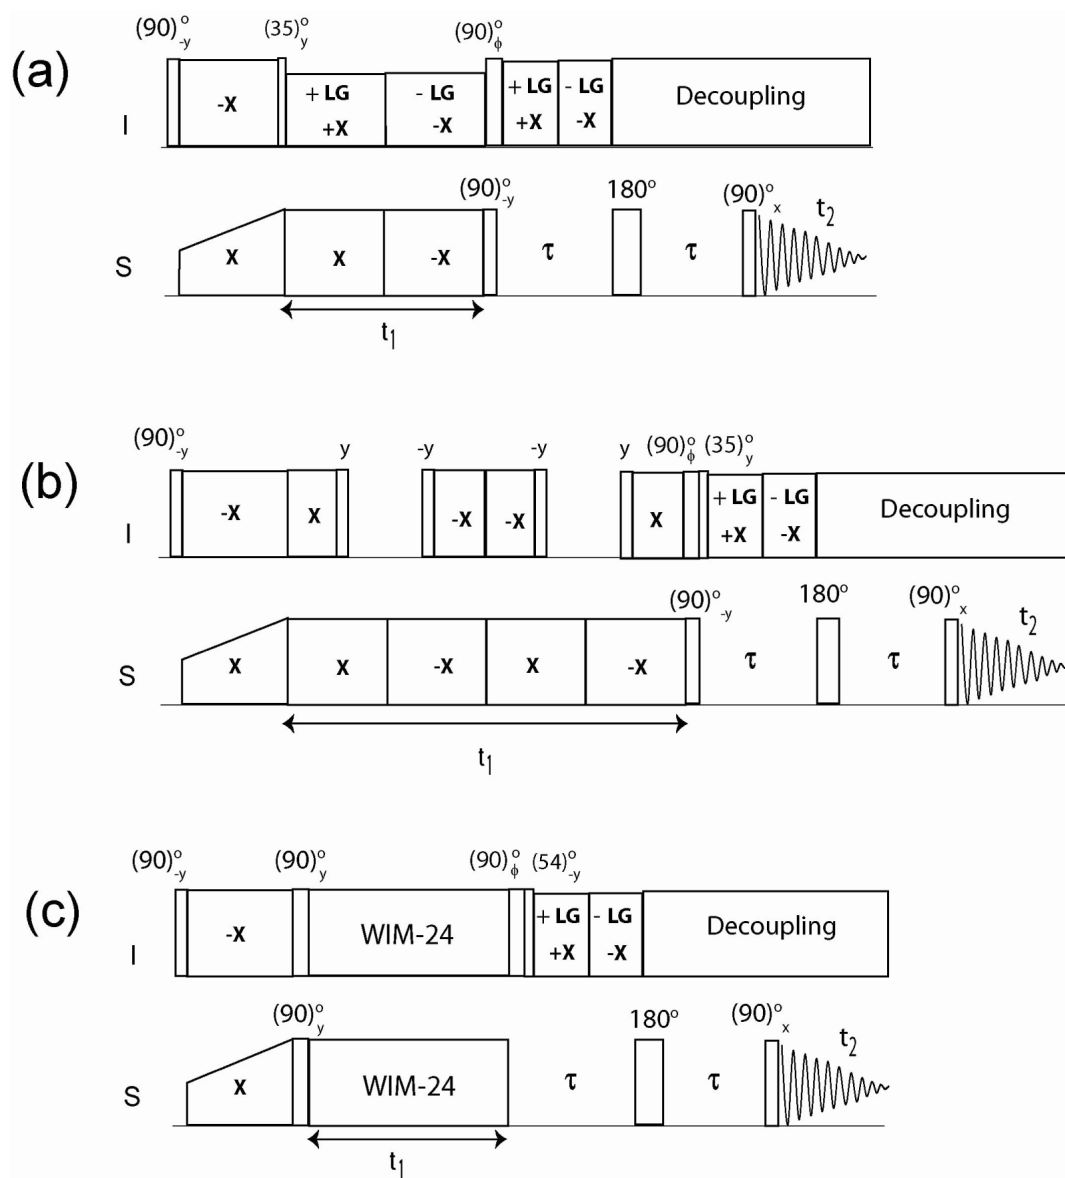 (a)
(90)°-y (35)°y (90)°ϕ
I -X + LG +X - LG -X + LG +X - LG -X Decoupling
(90)°-y 180° (90)°x t2
S X X -X τ τ
t1
(b)
(90)°-y y -y -y y (90)°ϕ (35)°y
I -X X -X -X X + LG +X - LG -X Decoupling
(90)°-y 180° (90)°x t2
S X X -X X -X τ τ
t1
(c)
(90)°-y (90)°y (90)°ϕ (54)°-y
I -X WIM-24 + LG +X - LG -X Decoupling
(90)°y 180° (90)°x t2
S X WIM-24 τ τ
t1